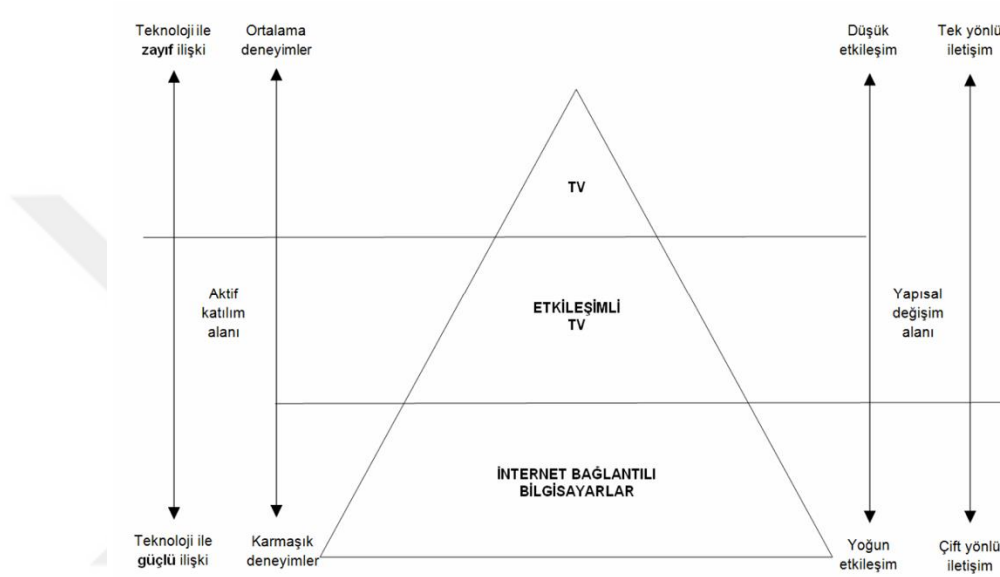 Teknoloji ile
zayıf ilişki
Ortalama
deneyimler
Düşük
etkileşim
Tek yönlü
iletişim
TV
Aktif
katılım
alanı
ETKİLEŞİMLİ
TV
Yapısal
değişim
alanı
İNTERNET BAĞLANTILI
BİLGİSAYARLAR
Teknoloji ile
güçlü ilişki
Karmaşık
deneyimler
Yoğun
etkileşim
Çift yönlü
iletişim